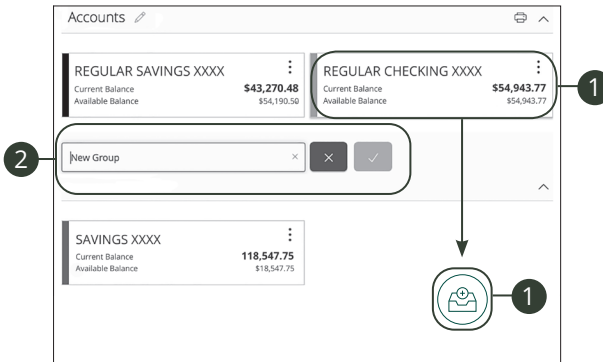 Accounts
REGULAR SAVINGS XXXX
Current Balance $43,270.48
Available Balance $54,190.50
REGULAR CHECKING XXXX
Current Balance $54,943.77
Available Balance $54,943.77
1
2
New Group
SAVINGS XXXX
Current Balance 118,547.75
Available Balance $18,547.75
1